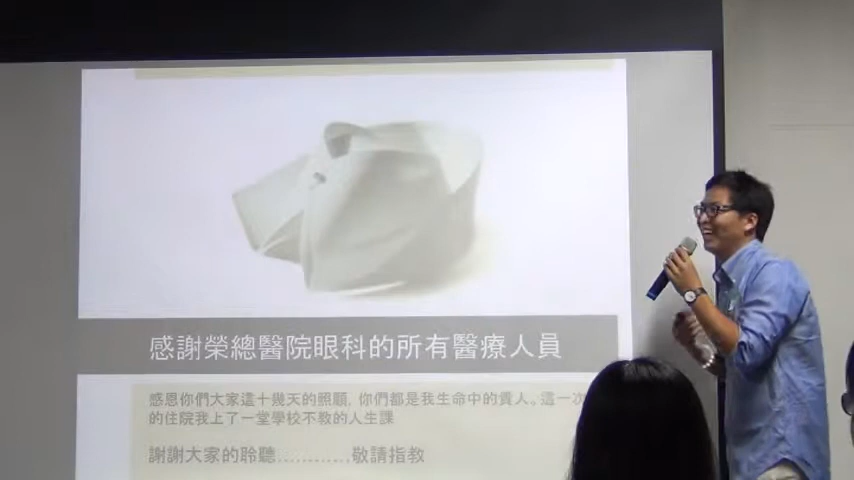 感謝榮總醫院眼科的所有醫療人員
感恩你們大家這十幾天的照顧, 你們都是我生命中的貴人。這一次
的住院我上了一堂學校不教的人生課
謝謝大家的聆聽……………敬請指教